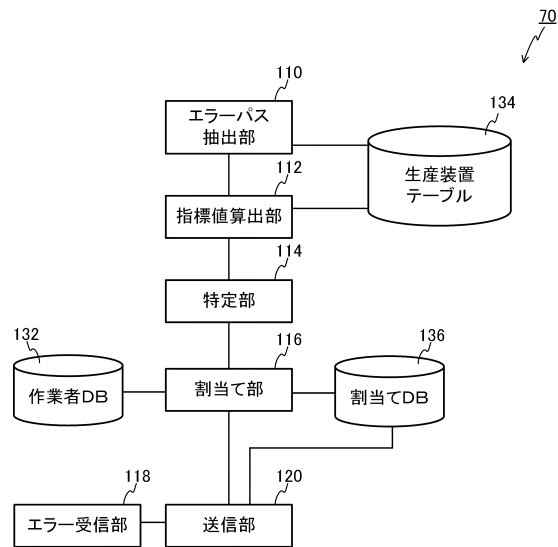 70
110
エラーパス
抽出部
134
生産装置
テーブル
112
指標値算出部
114
特定部
132
作業者DB
116
割当て部
136
割当てDB
118
エラー受信部
120
送信部